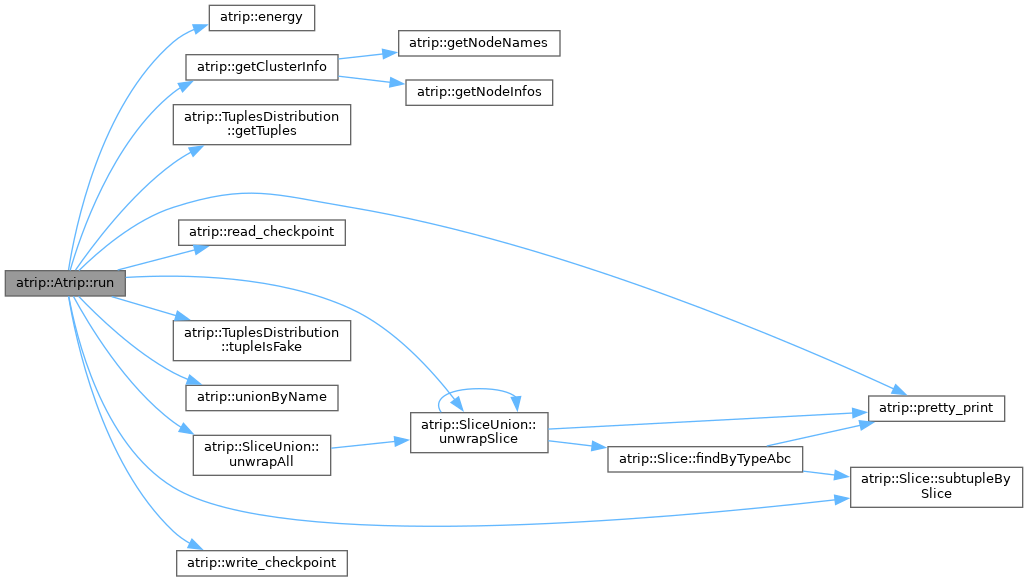 atrip::energy
atrip::getNodeNames
atrip::getClusterInfo
atrip::getNodeInfos
atrip::TuplesDistribution
::getTuples
atrip::read_checkpoint
atrip::Atrip::run
atrip::TuplesDistribution
::tupleIsFake
atrip::unionByName
atrip::pretty_print
atrip::SliceUnion::
unwrapSlice
atrip::SliceUnion::
unwrapAll
atrip::Slice::findByTypeAbc
atrip::Slice::subtupleBy
Slice
atrip::write_checkpoint